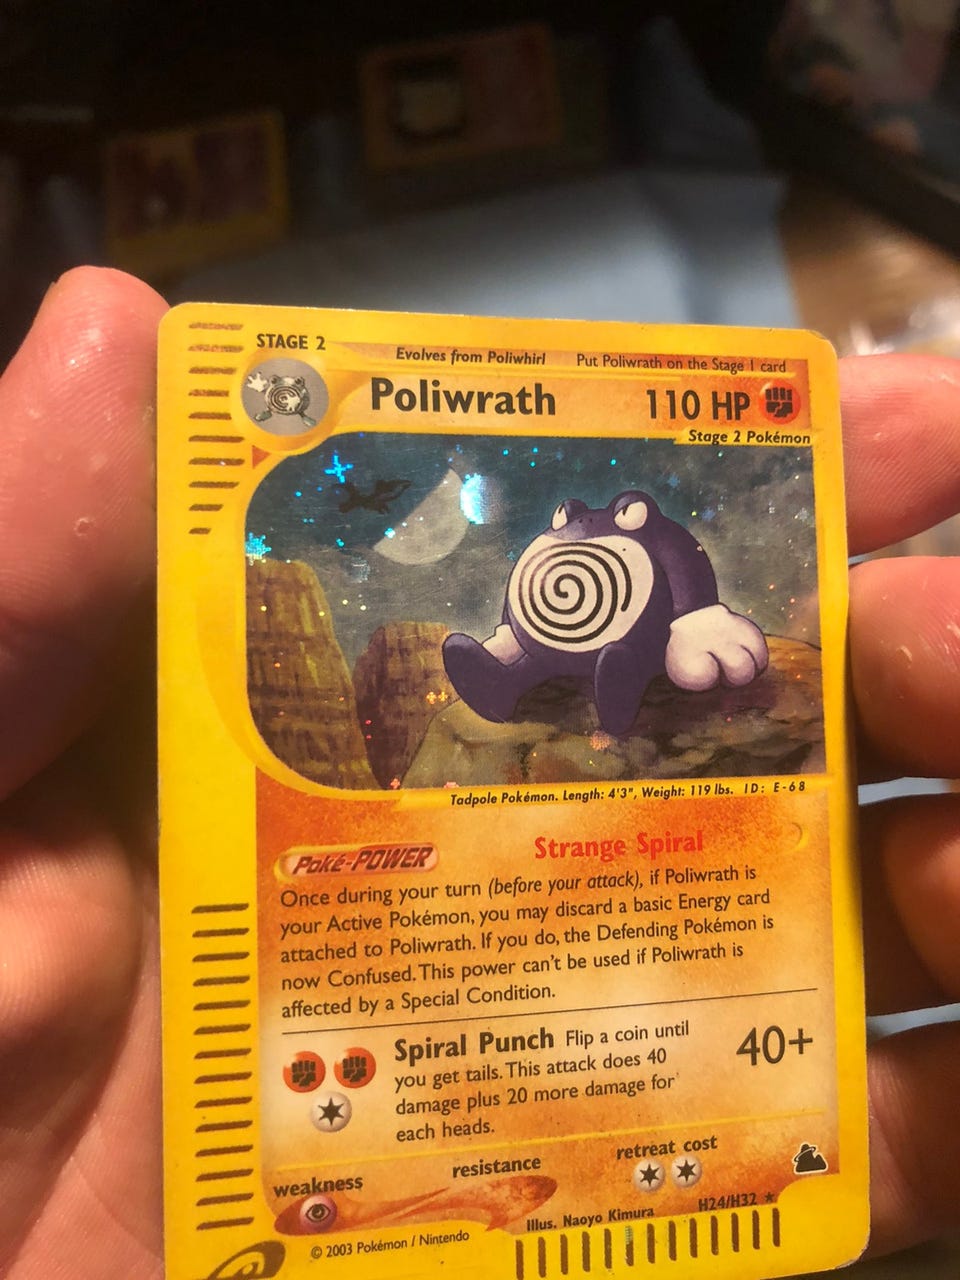 STAGE 2
Evolves from Poliwhirl Put Poliwrath on the Stage 1 card
Poliwrath 110 HP
Stage 2 Pokémon
Tadpole Pokémon. Length: 4'3", Weight: 119 lbs. ID: E-68
Poké-POWER Strange Spiral
Once during your turn (before your attack), if Poliwrath is
your Active Pokémon, you may discard a basic Energy card
attached to Poliwrath. If you do, the Defending Pokémon is
now Confused. This power can't be used if Poliwrath is
affected by a Special Condition.
Spiral Punch Flip a coin until
you get tails. This attack does 40
damage plus 20 more damage for
each heads.
40+
weakness resistance retreat cost
Illus. Naoyo Kimura H24/H32 ★
© 2003 Pokémon / Nintendo